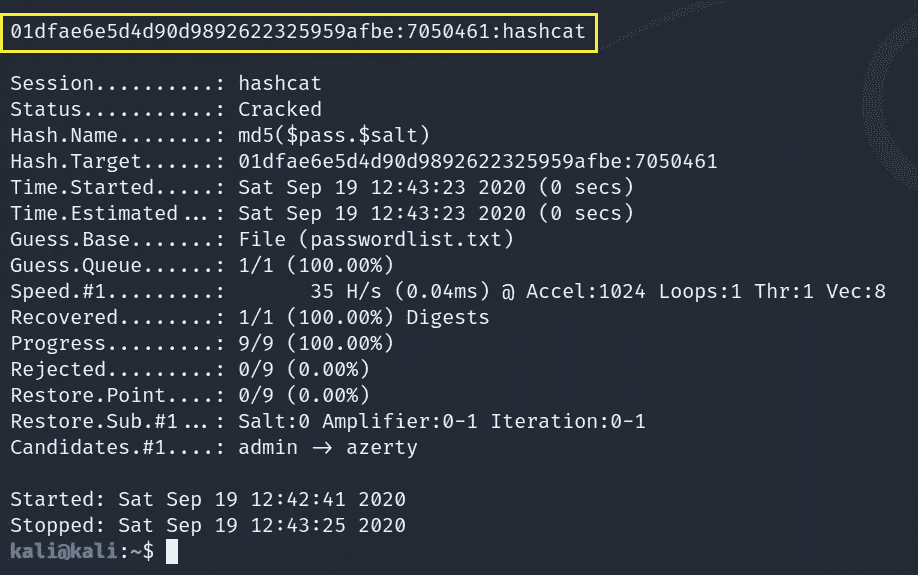 01dfae6e5d4d90d9892622325959afbe:7050461:hashcat
Session..........: hashcat
Status...........: Cracked
Hash.Name........: md5($pass.$salt)
Hash.Target......: 01dfae6e5d4d90d9892622325959afbe:7050461
Time.Started.....: Sat Sep 19 12:43:23 2020 (0 secs)
Time.Estimated...: Sat Sep 19 12:43:23 2020 (0 secs)
Guess.Base.......: File (passwordlist.txt)
Guess.Queue......: 1/1 (100.00%)
Speed.#1.........:       35 H/s (0.04ms) @ Accel:1024 Loops:1 Thr:1 Vec:8
Recovered........: 1/1 (100.00%) Digests
Progress.........: 9/9 (100.00%)
Rejected.........: 0/9 (0.00%)
Restore.Point....: 0/9 (0.00%)
Restore.Sub.#1...: Salt:0 Amplifier:0-1 Iteration:0-1
Candidates.#1....: admin → azerty
Started: Sat Sep 19 12:42:41 2020
Stopped: Sat Sep 19 12:43:25 2020
kali@kali:~$